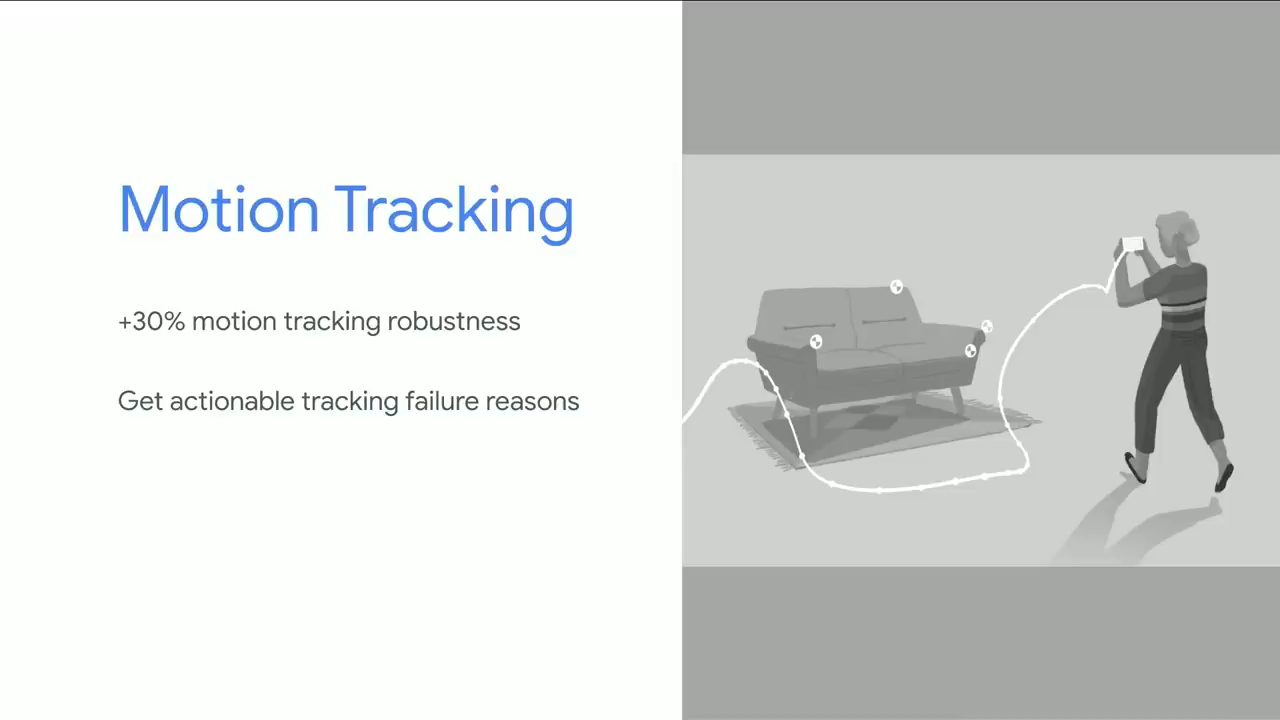 Motion Tracking
+30% motion tracking robustness
Get actionable tracking failure reasons